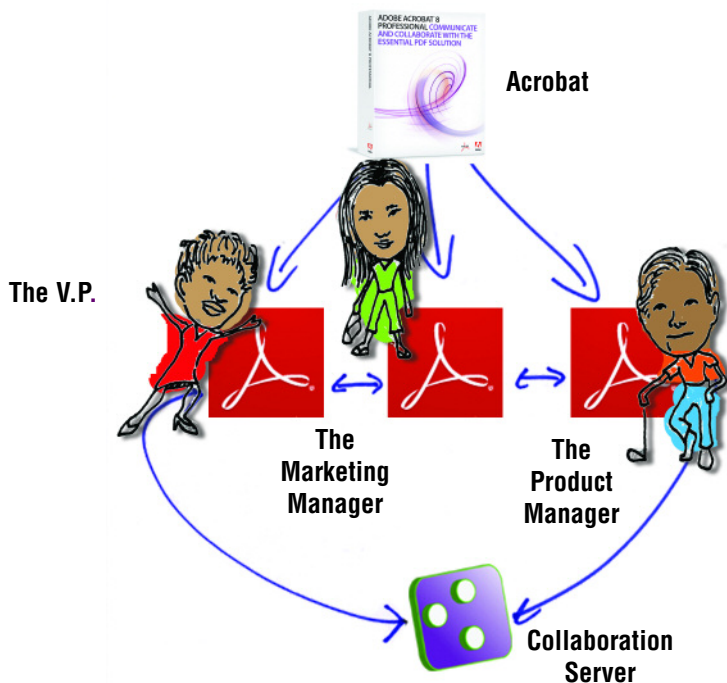 ADOBE ACROBAT 8
PROFESSIONAL COMMUNICATE
AND COLLABORATE WITH THE
ESSENTIAL PDF SOLUTION
Acrobat
The V.P.
The
Marketing
Manager
The
Product
Manager
Collaboration
Server